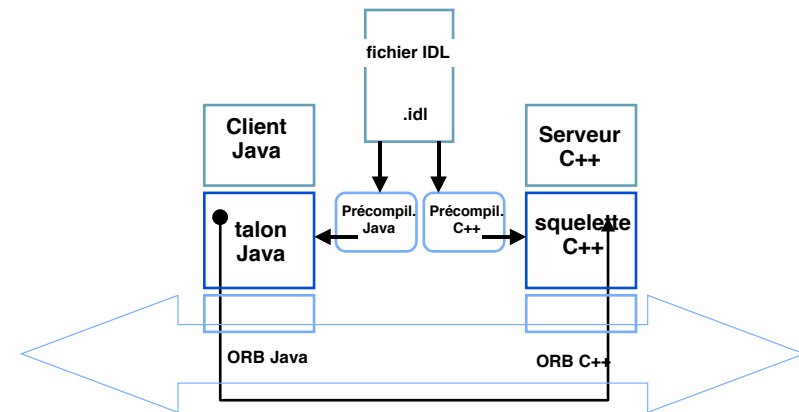 fichier IDL
.idl
Client
Java
Serveur
C++
Précompil.
Java
Précompil.
C++
talon
Java
squelette
C++
ORB Java
ORB C++